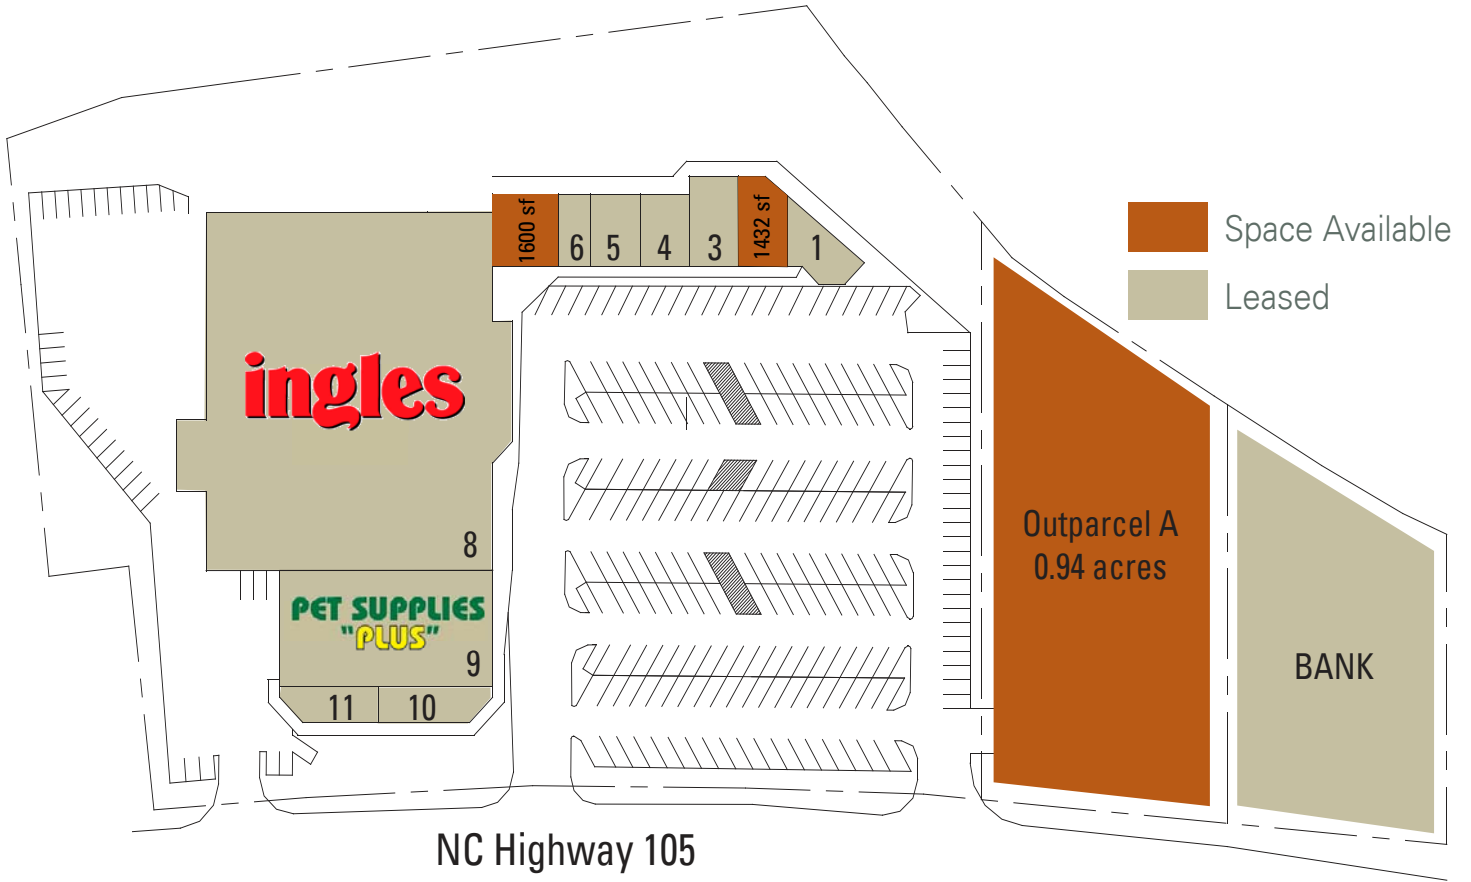 1600 sf
6
5
4
3
1432 sf
1
Space Available
Leased
ingles
8
Outparcel A
0.94 acres
PET SUPPLIES
"PLUS"
9
BANK
11
10
NC Highway 105